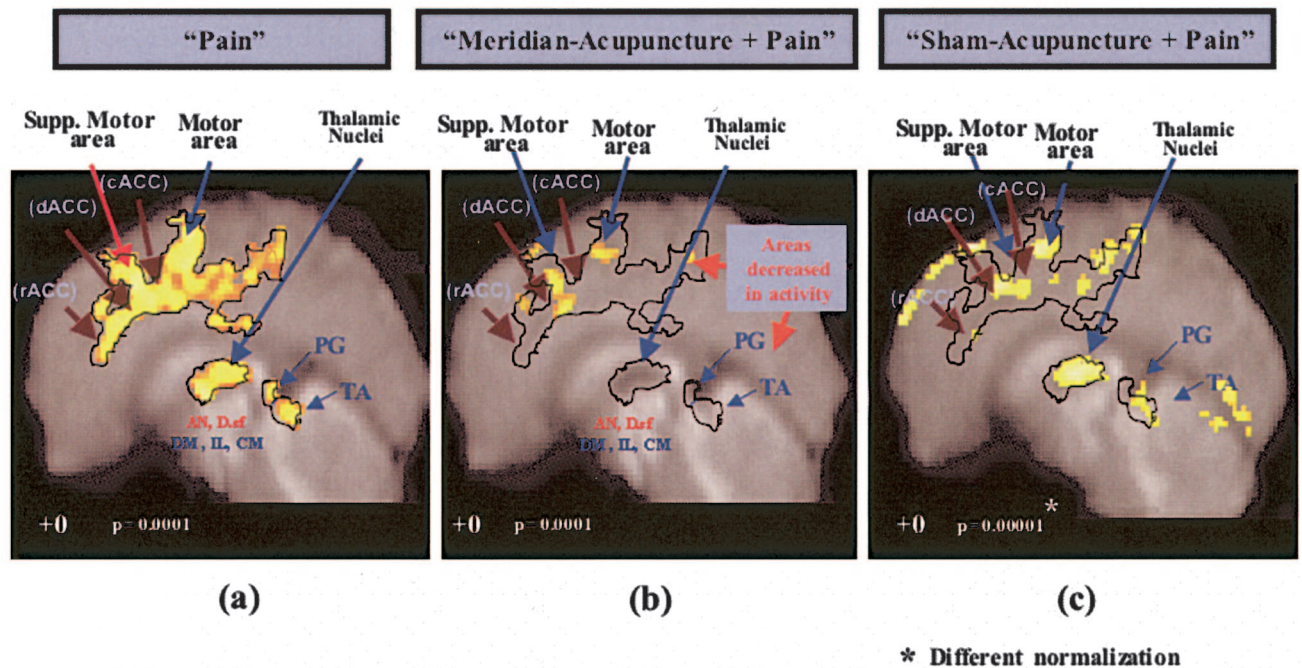 “Pain”
“Meridian-Acupuncture + Pain”
“Sham-Acupuncture + Pain”
Supp. Motor
area
Motor
area
Thalamic
Nuclei
(cACC)
(dACC)
(rACC)
PG
TA
AN, D.sf
DM, IL, CM
+0
p=0.0001
Supp. Motor
area
Motor
area
Thalamic
Nuclei
(cACC)
(dACC)
(rACC)
Areas
decreased
in activity
PG
TA
AN, D.sf
DM, IL, CM
+0
p=0.0001
Supp. Motor
area
Motor
area
Thalamic
Nuclei
(cACC)
(dACC)
(rACC)
PG
TA
+0
p=0.00001*
(a)
(b)
(c)
* Different normalization